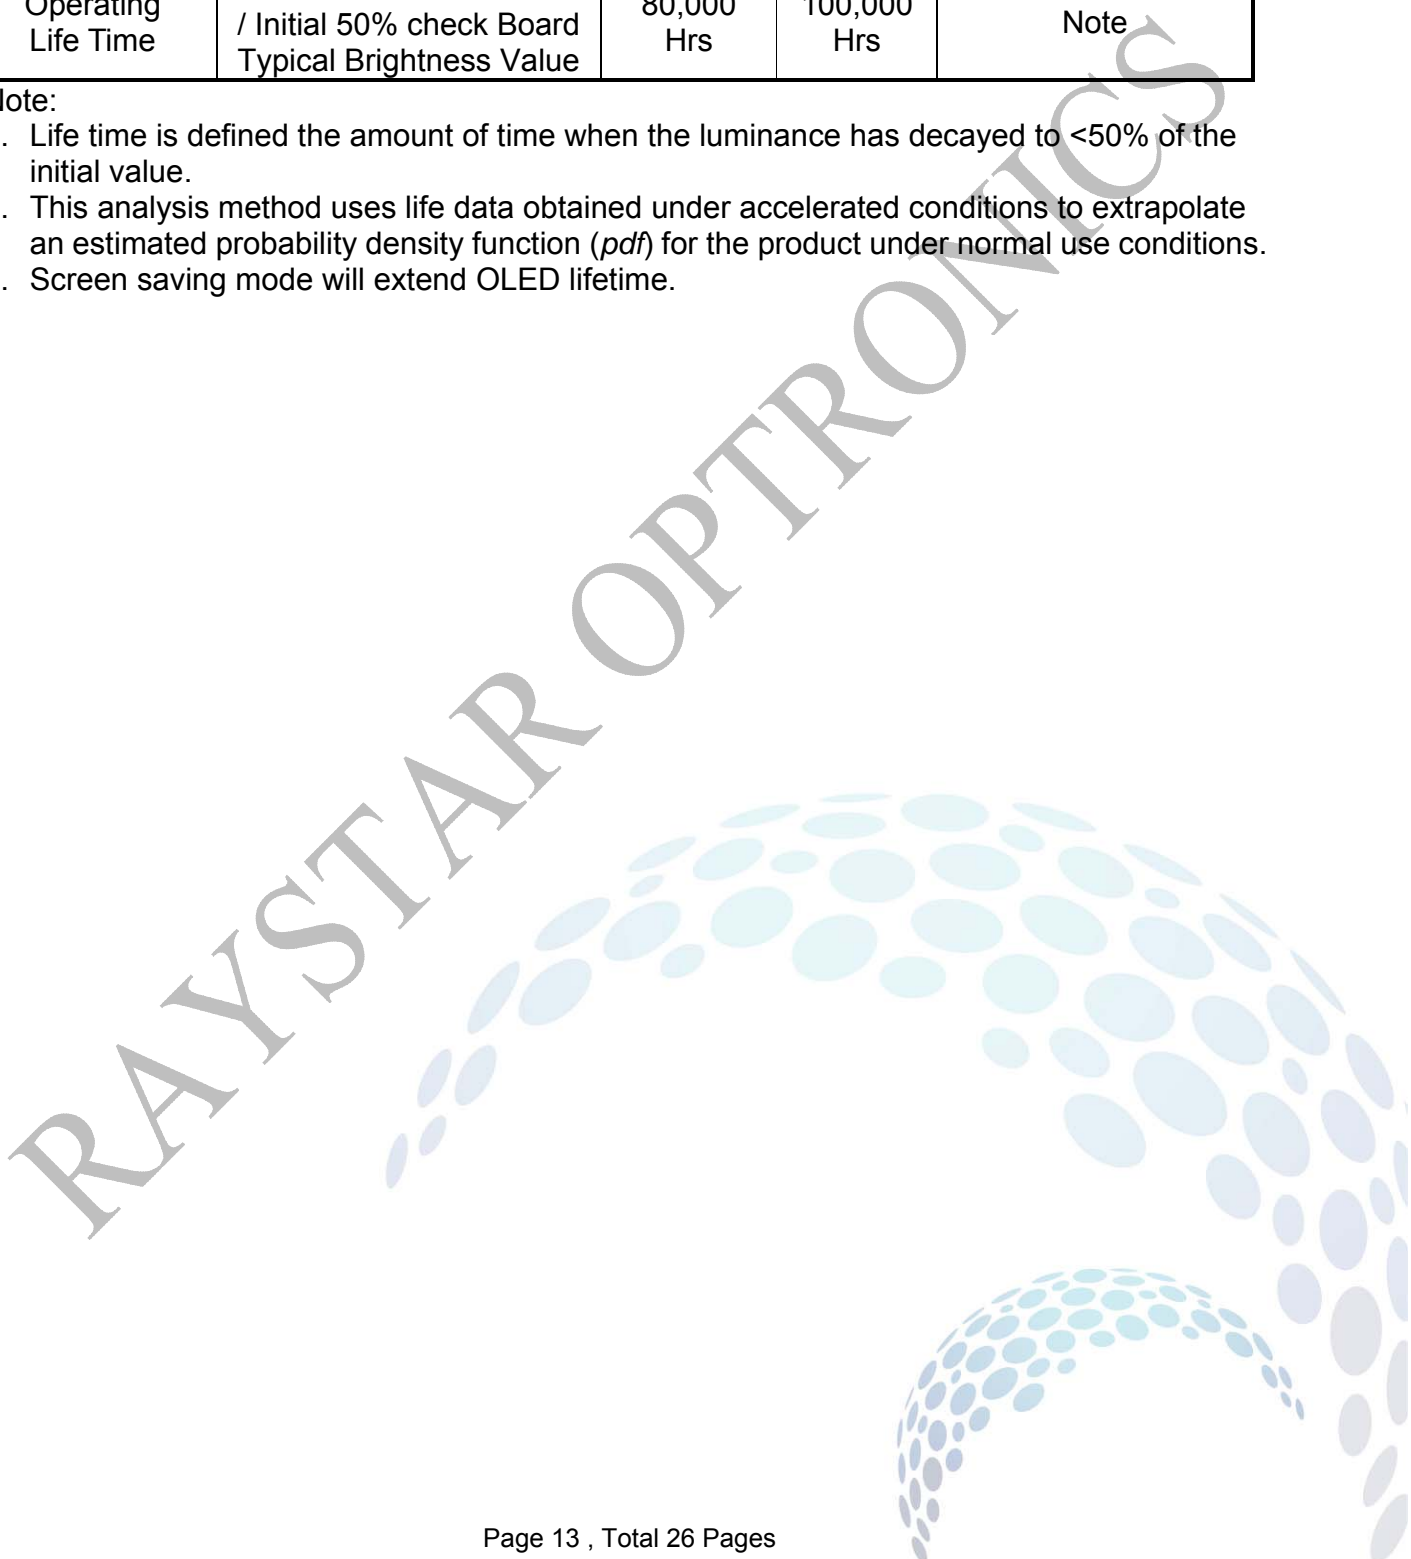 Operating
Life Time
/ Initial 50% check Board
Typical Brightness Value
80,000
Hrs
100,000
Hrs
Note
Note:
. Life time is defined the amount of time when the luminance has decayed to <50% of the
initial value.
. This analysis method uses life data obtained under accelerated conditions to extrapolate
an estimated probability density function (pdf) for the product under normal use conditions.
. Screen saving mode will extend OLED lifetime.
RAYSTAR OPTRONICS
Page 13 , Total 26 Pages